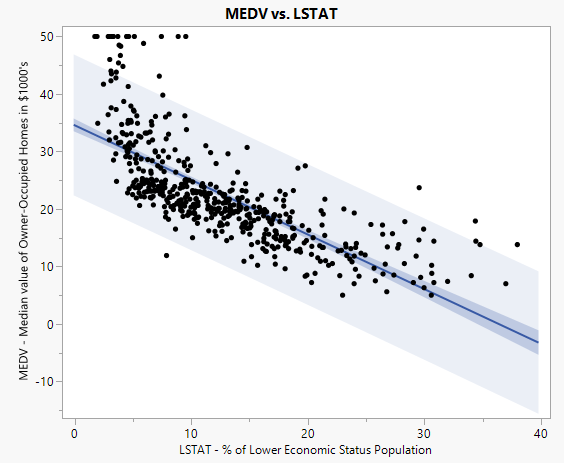 MEDV vs. LSTAT
MEDV - Median value of Owner-Occupied Homes in $1000's
50
40
30
20
10
0
-10
0 10 20 30 40
LSTAT - % of Lower Economic Status Population